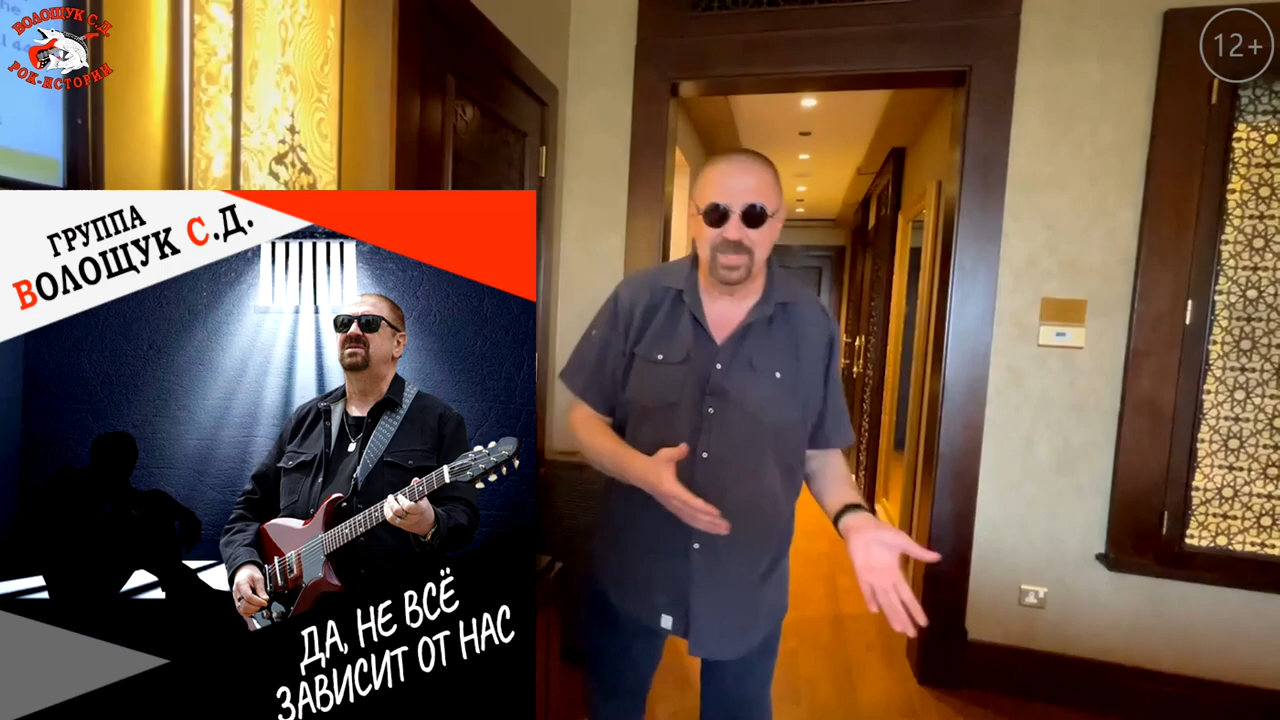 ВОЛОЩУК С.Д.
РОК-ИСТОРИИ
12+
ГРУППА
ВОЛОЩУК С.Д.
ДА, НЕ ВСЁ
ЗАВИСИТ ОТ НАС